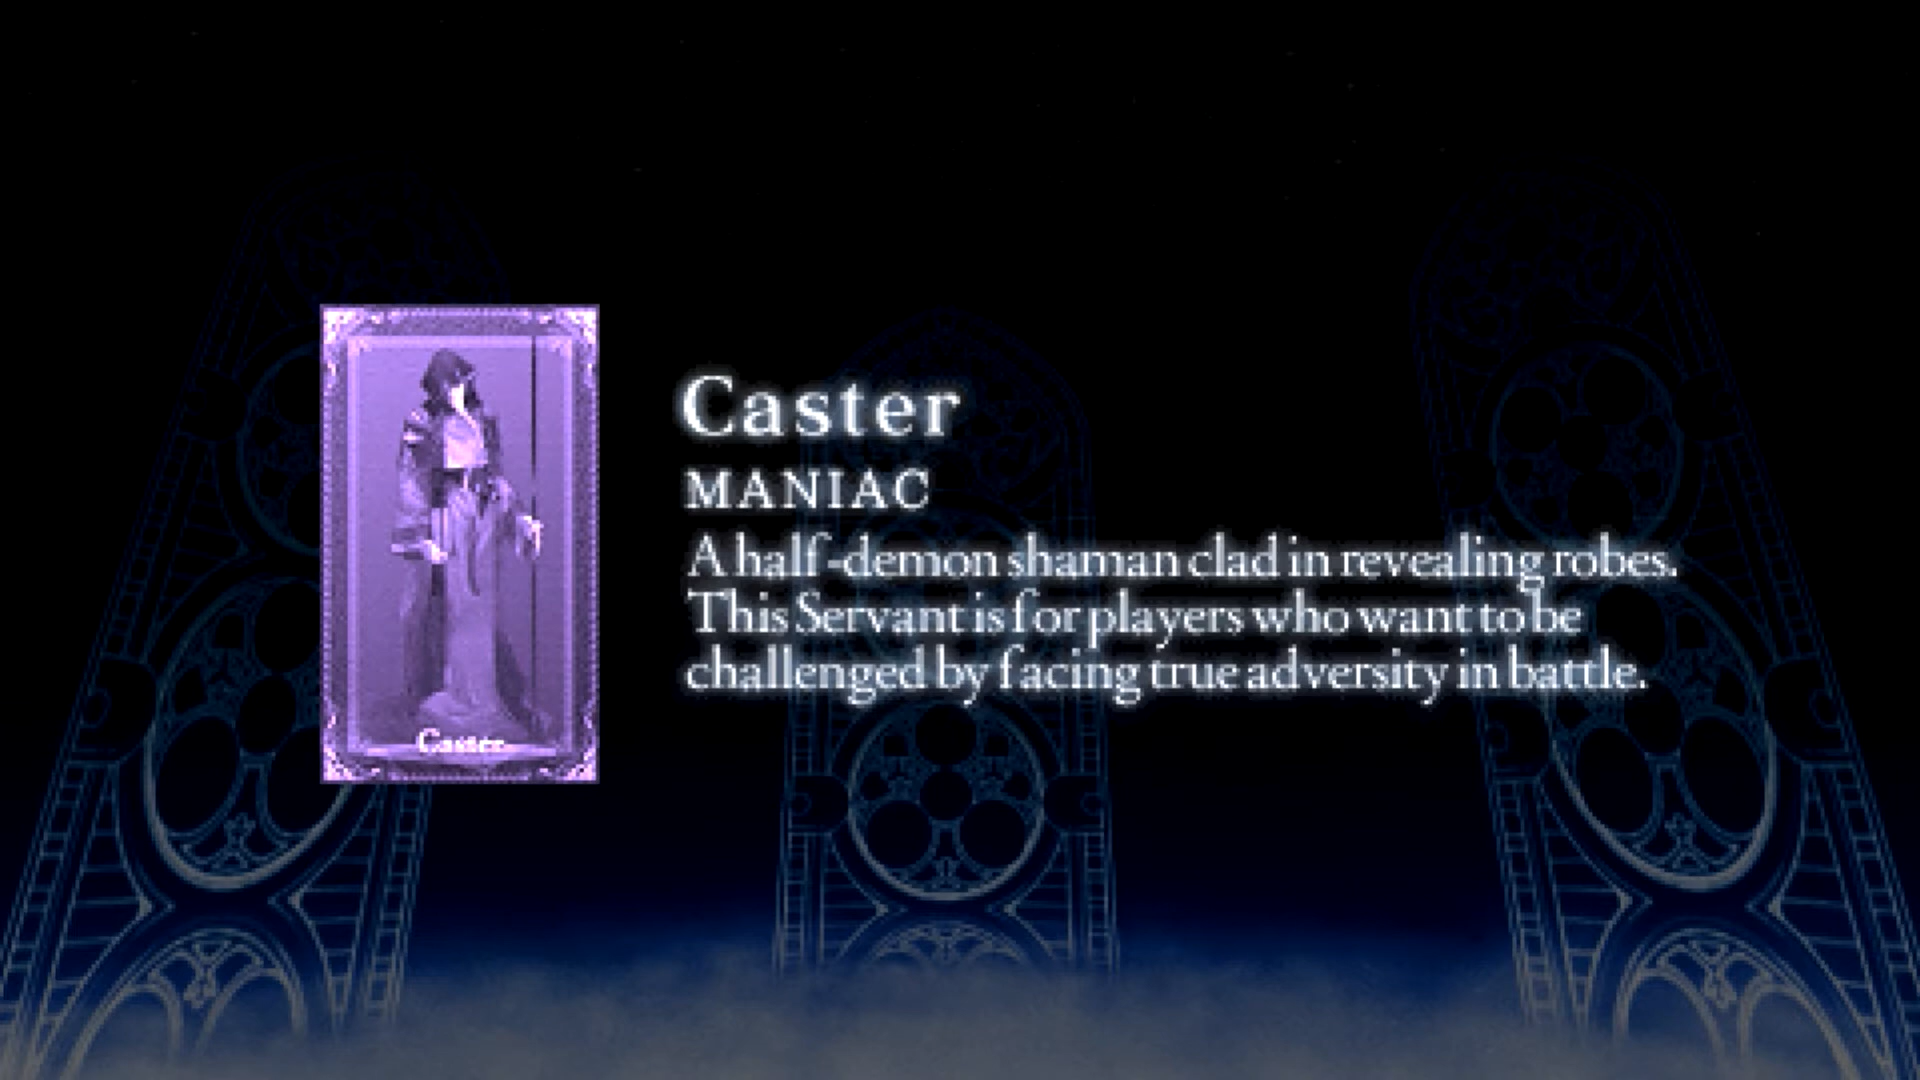 Caster
MANIAC
A half-demon shaman clad in revealing robes.
This Servant is for players who want to be
challenged by facing true adversity in battle.
Caster